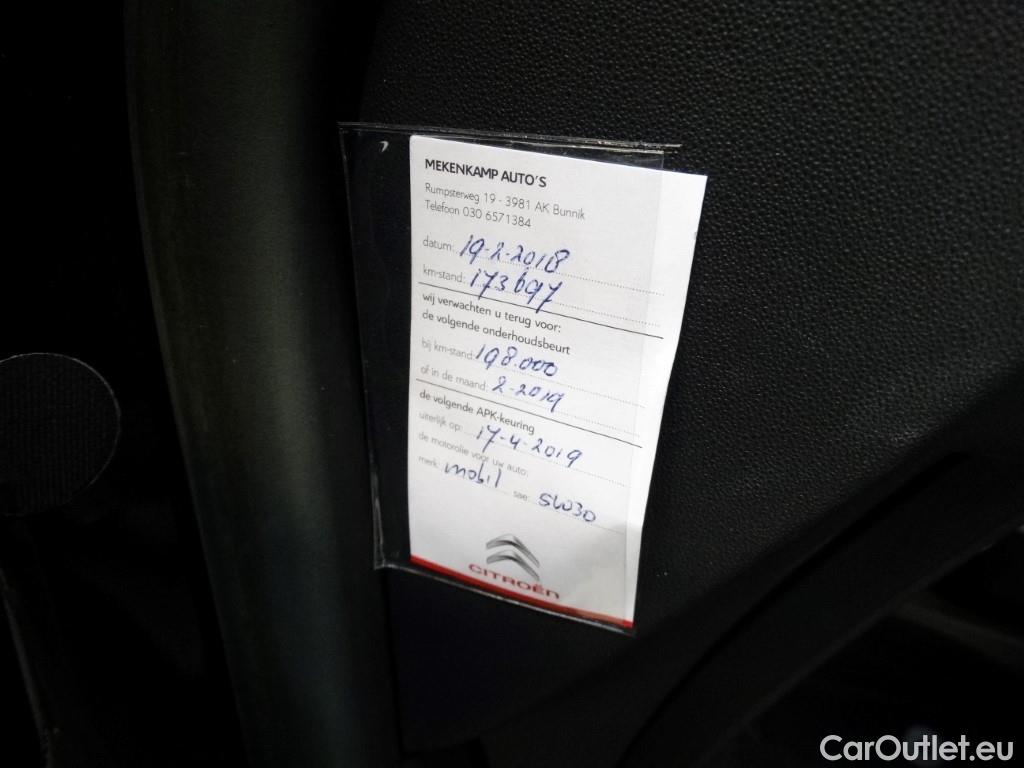 MEKENKAMP AUTO'S
Rumpsterweg 19 - 3981 AK Bunnik
Telefoon 030 6571384
datum: 19-2-2018
km-stand: 173697
wij verwachten u terug voor:
de volgende onderhoudsbeurt
bij km-stand: 198.000
of in de maand: 2-2019
de volgende APK-keuring
uiterlijk op: 17-4-2019
de motorolie voor uw auto:
merk: mobil sae: 5W30
CITROËN
CarOutlet.eu